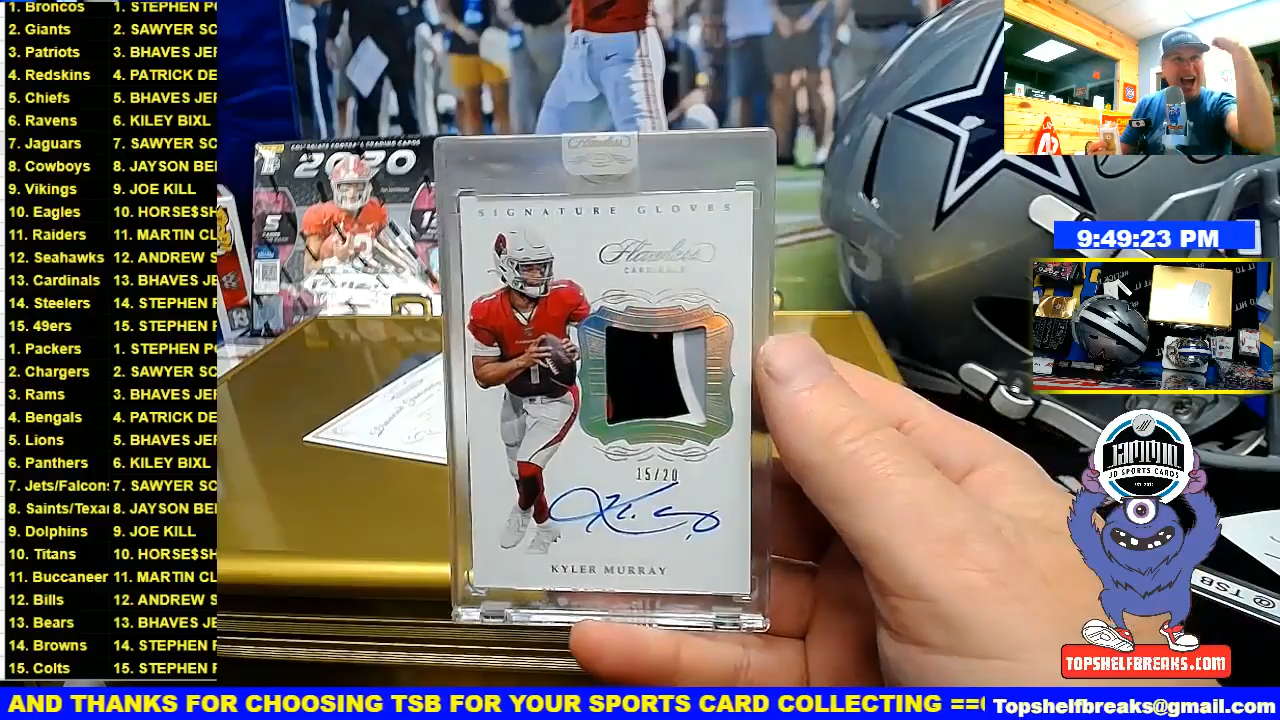 1. Broncos 1. STEPHEN P
2. Giants 2. SAWYER SC
3. Patriots 3. BHAVES JEF
4. Redskins 4. PATRICK DE
5. Chiefs 5. BHAVES JEF
6. Ravens 6. KILEY BIXL
7. Jaguars 7. SAWYER SC
8. Cowboys 8. JAYSON BE
9. Vikings 9. JOE KILL
10. Eagles 10. HORSE$SH
11. Raiders 11. MARTIN CL
12. Seahawks 12. ANDREW S
13. Cardinals 13. BHAVES JE
14. Steelers 14. STEPHEN P
15. 49ers 15. STEPHEN
1. Packers 1. STEPHEN P
2. Chargers 2. SAWYER SC
3. Rams 3. BHAVES JEF
4. Bengals 4. PATRICK DE
5. Lions 5. BHAVES JEF
6. Panthers 6. KILEY BIXL
7. Jets/Falcons 7. SAWYER SC
8. Saints/Texa 8. JAYSON BE
9. Dolphins 9. JOE KILL
10. Titans 10. HORSE$SH
11. Buccaneer 11. MARTIN CL
12. Bills 12. ANDREW S
13. Bears 13. BHAVES JE
14. Browns 14. STEPHEN
15. Colts 15. STEPHEN
2020
5
SIGNATURE GLOVES
Flawless
CARDINALS
15/20
KYLER MURRAY
9:49:23 PM
JAMMIN
JD SPORTS CARDS
@ TSB
TOPSHELFBREAKS.COM
AND THANKS FOR CHOOSING TSB FOR YOUR SPORTS CARD COLLECTING ==
Topshelfbreaks@gmail.com